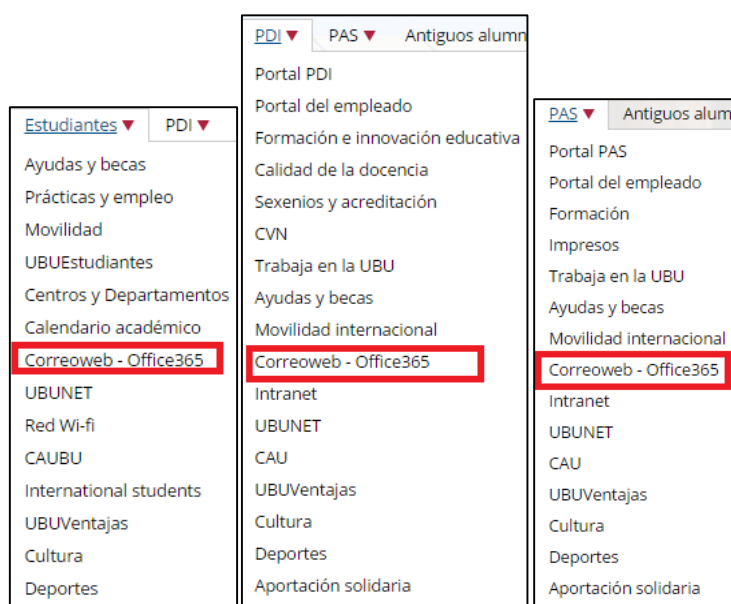 Estudiantes ▼ PDI ▼
Ayudas y becas
Prácticas y empleo
Movilidad
UBUEstudiantes
Centros y Departamentos
Calendario académico
Correoweb - Office365
UBUNET
Red Wi-fi
CAUBU
International students
UBUVentajas
Cultura
Deportes
PDI ▼ PAS ▼ Antiguos alumn
Portal PDI
Portal del empleado
Formación e innovación educativa
Calidad de la docencia
Sexenios y acreditación
CVN
Trabaja en la UBU
Ayudas y becas
Movilidad internacional
Correoweb - Office365
Intranet
UBUNET
CAU
UBUVentajas
Cultura
Deportes
Aportación solidaria
PAS ▼ Antiguos alum
Portal PAS
Portal del empleado
Formación
Impresos
Trabaja en la UBU
Ayudas y becas
Movilidad internacional
Correoweb - Office365
Intranet
UBUNET
CAU
UBUVentajas
Cultura
Deportes
Aportación solidaria